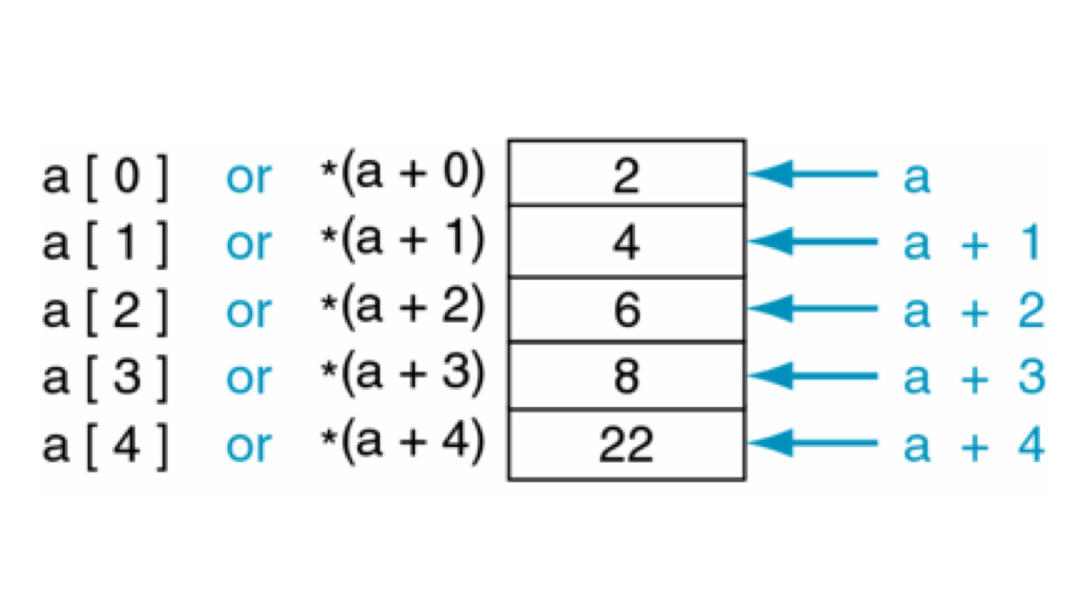 a [ 0 ] or *(a + 0) 2 a
a [ 1 ] or *(a + 1) 4 a + 1
a [ 2 ] or *(a + 2) 6 a + 2
a [ 3 ] or *(a + 3) 8 a + 3
a [ 4 ] or *(a + 4) 22 a + 4